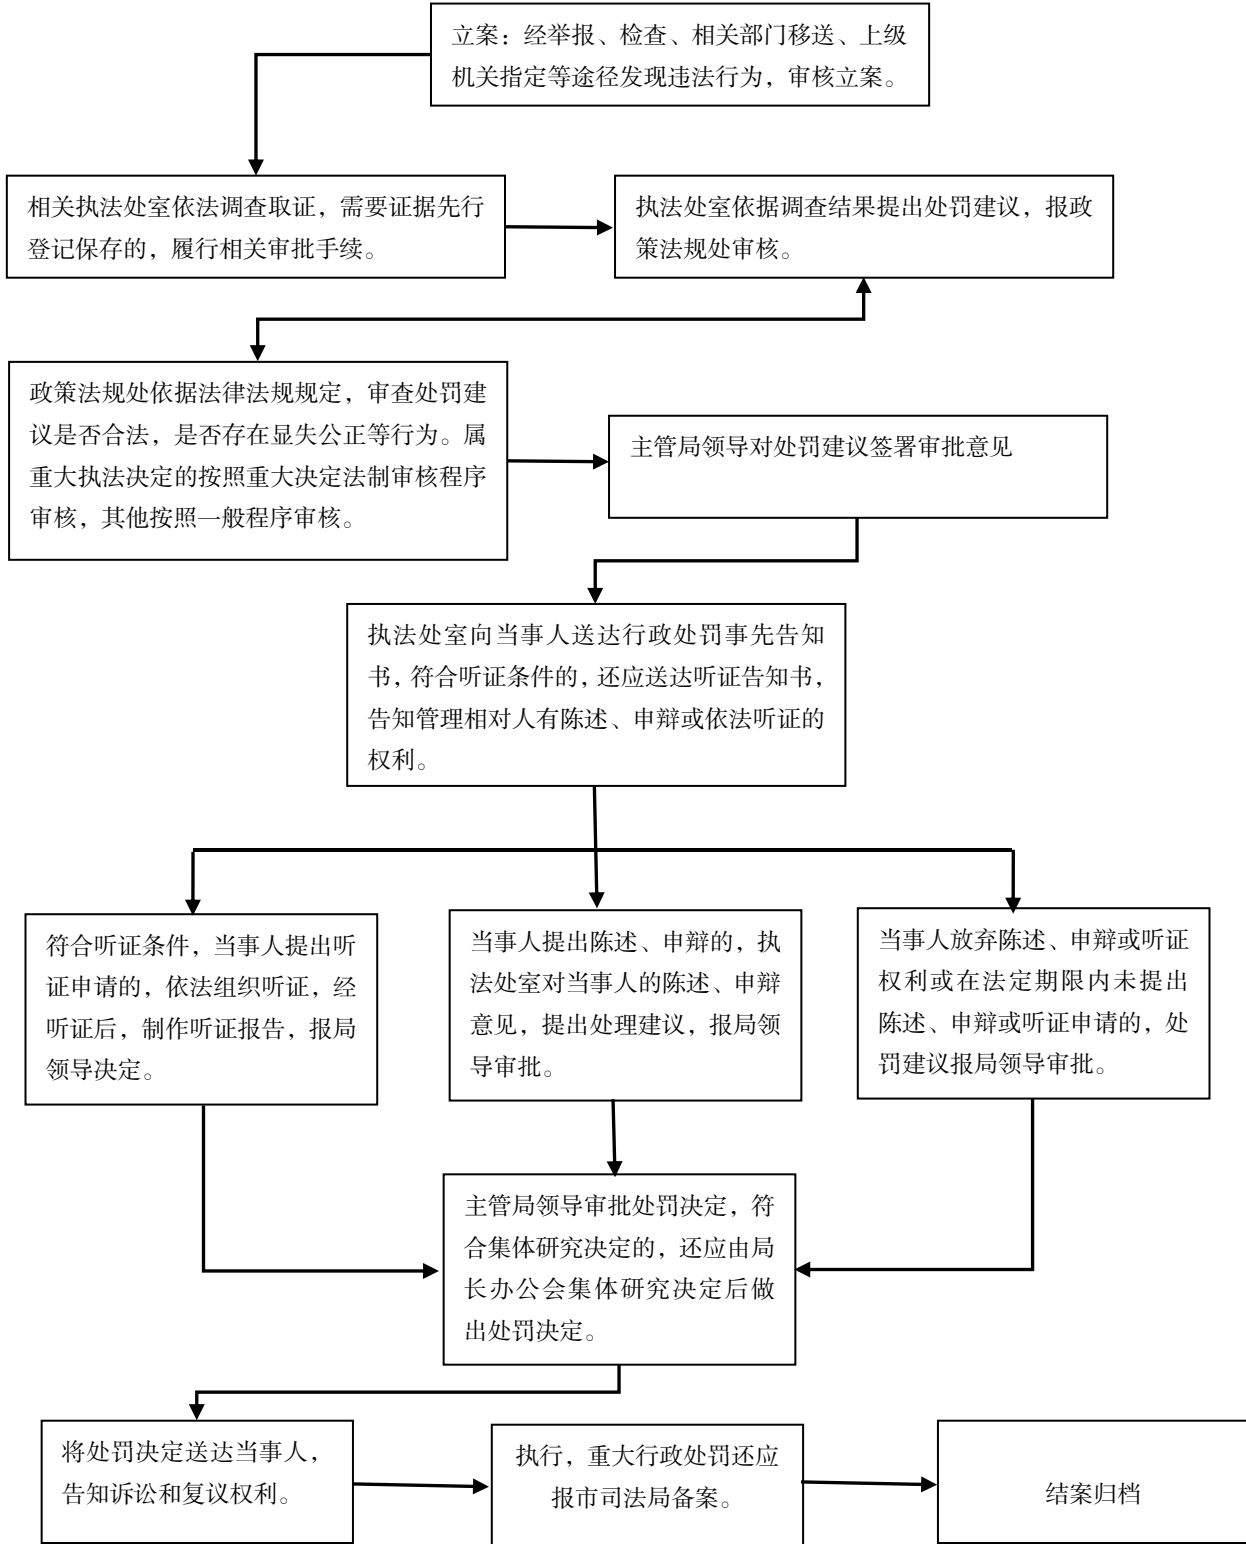 立案：经举报、检查、相关部门移送、上级
机关指定等途径发现违法行为，审核立案。
相关执法处室依法调查取证，需要证据先行
登记保存的，履行相关审批手续。
执法处室依据调查结果提出处罚建议，报政
策法规处审核。
政策法规处依据法律法规规定，审查处罚建
议是否合法，是否存在显失公正等行为。属
重大执法决定的按照重大决定法制审核程序
审核，其他按照一般程序审核。
主管局领导对处罚建议签署审批意见
执法处室向当事人送达行政处罚事先告知
书，符合听证条件的，还应送达听证告知书，
告知管理相对人有陈述、申辩或依法听证的
权利。
符合听证条件，当事人提出听
证申请的，依法组织听证，经
听证后，制作听证报告，报局
领导决定。
当事人提出陈述、申辩的，执
法处室对当事人的陈述、申辩
意见，提出处理建议，报局领
导审批。
当事人放弃陈述、申辩或听证
权利或在法定期限内未提出
陈述、申辩或听证申请的，处
罚建议报局领导审批。
主管局领导审批处罚决定，符
合集体研究决定的，还应由局
长办公会集体研究决定后做
出处罚决定。
将处罚决定送达当事人，
告知诉讼和复议权利。
执行，重大行政处罚还应
报市司法局备案。
结案归档